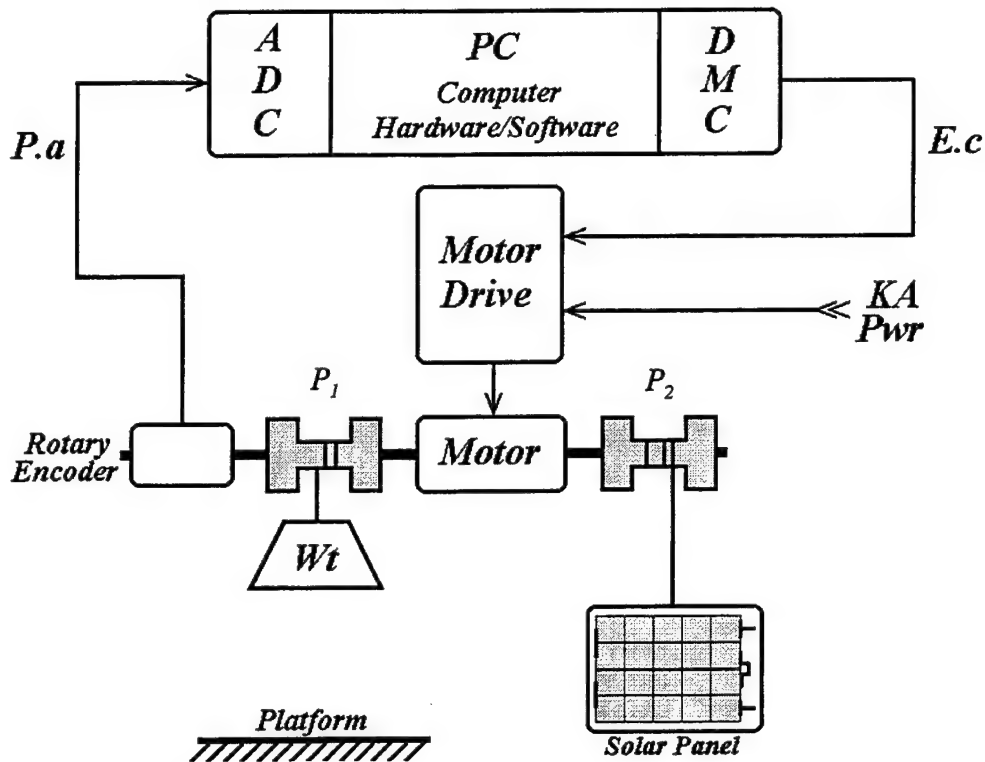 A
D
C
PC
Computer
Hardware/Software
D
M
C
P.a
E.c
Motor
Drive
KA
Pwr
P1
P2
Rotary
Encoder
Motor
Wt
Platform
Solar Panel